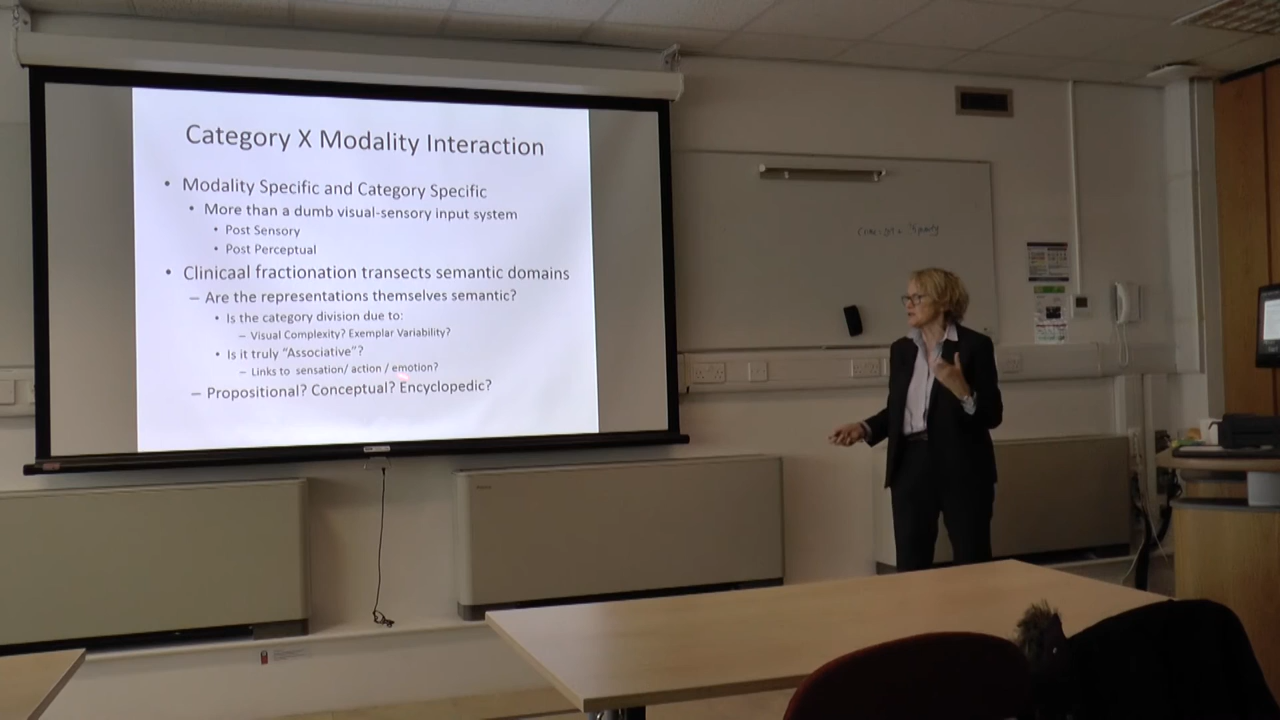 Category X Modality Interaction
• Modality Specific and Category Specific
• More than a dumb visual-sensory input system
• Post Sensory
• Post Perceptual
• Clinicaal fractionation transects semantic domains
– Are the representations themselves semantic?
• Is the category division due to:
– Visual Complexity? Exemplar Variability?
• Is it truly “Associative”?
– Links to sensation/ action / emotion?
– Propositional? Conceptual? Encyclopedic?